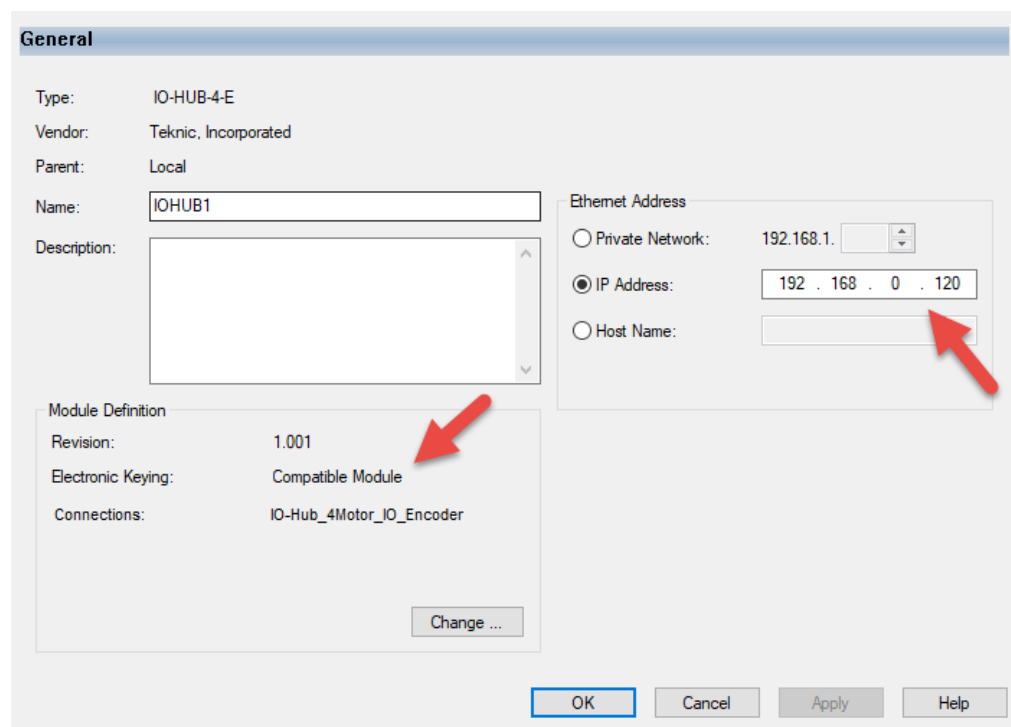 General
Type: IO-HUB-4-E
Vendor: Teknic, Incorporated
Parent: Local
Name: IOHUB1
Description:
Ethernet Address
Private Network: 192.168.1.
IP Address: 192 . 168 . 0 . 120
Host Name:
Module Definition
Revision: 1.001
Electronic Keying: Compatible Module
Connections: IO-Hub_4Motor_IO_Encoder
Change ...
OK Cancel Apply Help